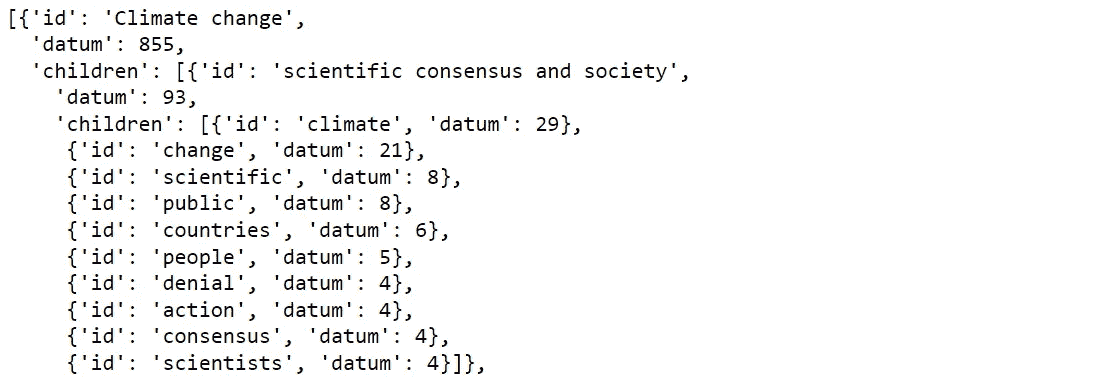 [{'id': 'Climate change',
'datum': 855,
'children': [{'id': 'scientific consensus and society',
'datum': 93,
'children': [{'id': 'climate', 'datum': 29},
{'id': 'change', 'datum': 21},
{'id': 'scientific', 'datum': 8},
{'id': 'public', 'datum': 8},
{'id': 'countries', 'datum': 6},
{'id': 'people', 'datum': 5},
{'id': 'denial', 'datum': 4},
{'id': 'action', 'datum': 4},
{'id': 'consensus', 'datum': 4},
{'id': 'scientists', 'datum': 4}]},